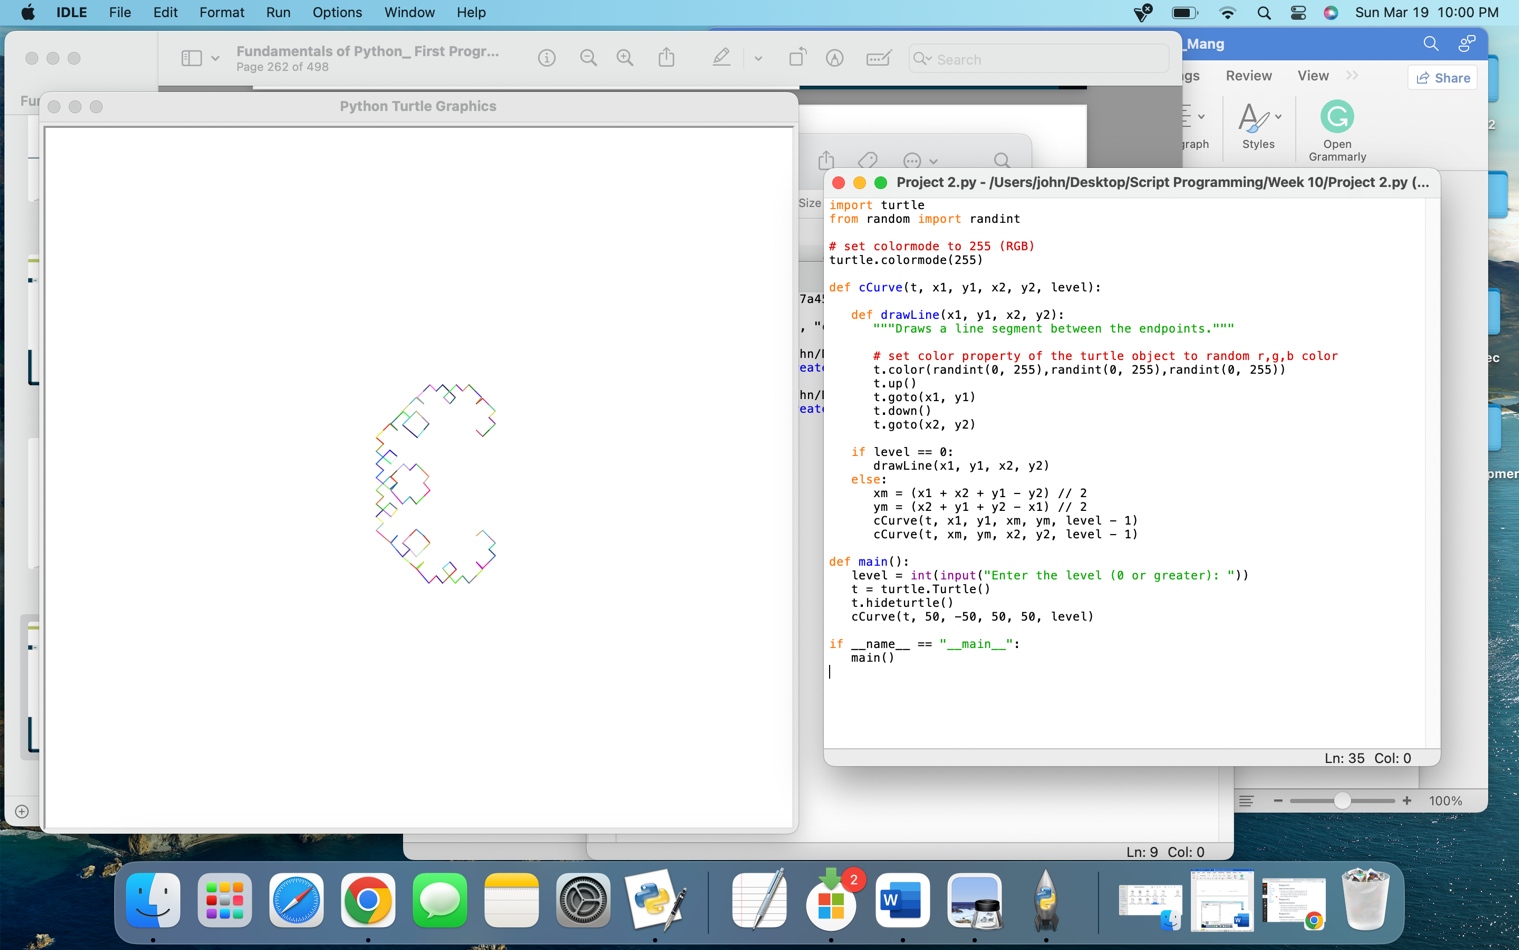 IDLE File Edit Format Run Options Window Help Sun Mar 19 10:00 PM
Fundamentals of Python_ First Progr...
Page 262 of 498
Search
_Mang
Review View
Share
Styles
Open
Grammarly
Python Turtle Graphics
Size
Project 2.py - /Users/john/Desktop/Script Programming/Week 10/Project 2.py (...
import turtle
from random import randint
# set colormode to 255 (RGB)
turtle.colormode(255)
def cCurve(t, x1, y1, x2, y2, level):
def drawLine(x1, y1, x2, y2):
"""Draws a line segment between the endpoints."""
# set color property of the turtle object to random r,g,b color
t.color(randint(0, 255),randint(0, 255),randint(0, 255))
t.up()
t.goto(x1, y1)
t.down()
t.goto(x2, y2)
if level == 0:
drawLine(x1, y1, x2, y2)
else:
xm = (x1 + x2 + y1 - y2) // 2
ym = (x2 + y1 + y2 - x1) // 2
cCurve(t, x1, y1, xm, ym, level - 1)
cCurve(t, xm, ym, x2, y2, level - 1)
def main():
level = int(input("Enter the level (0 or greater): "))
t = turtle.Turtle()
t.hideturtle()
cCurve(t, 50, -50, 50, 50, level)
if __name__ == "__main__":
main()
Ln: 35 Col: 0
100%
Ln: 9 Col: 0
2
W